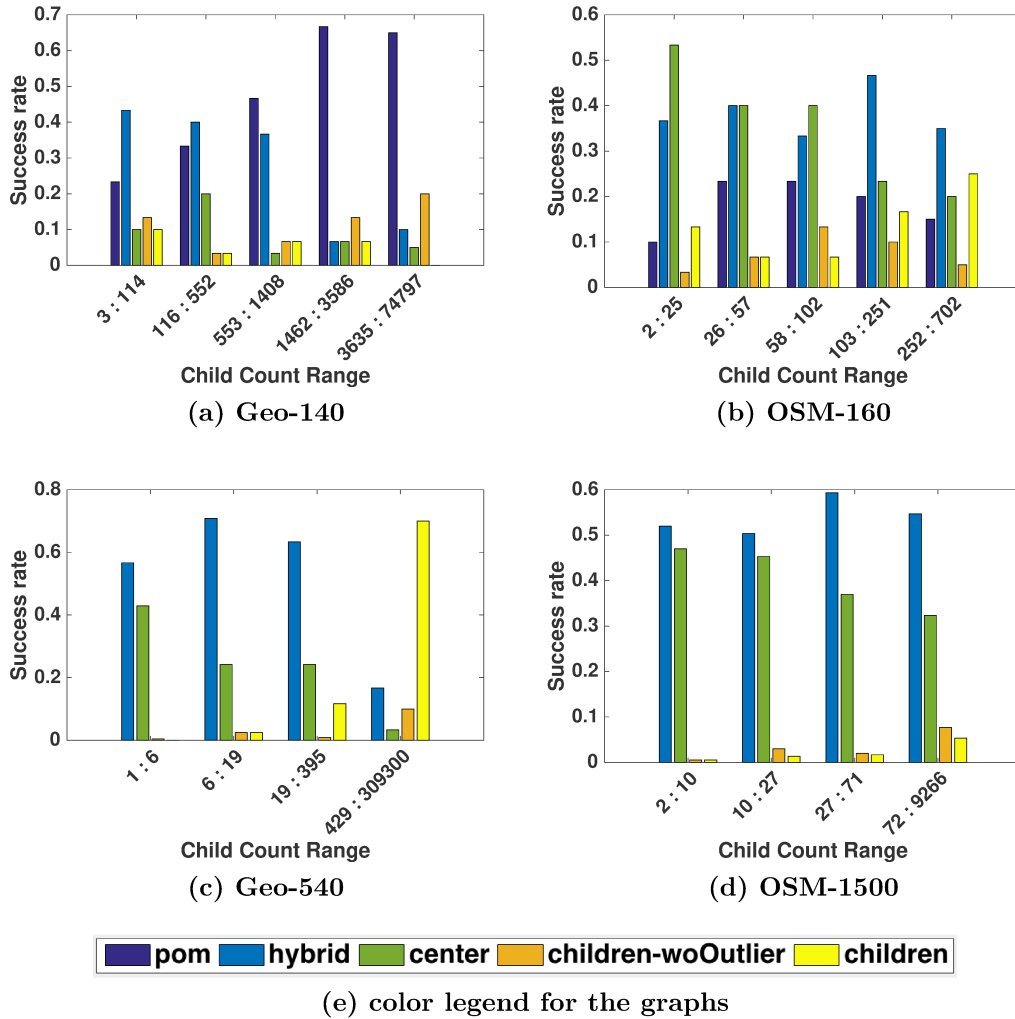 0.7
0.6
0.5
0.4
0.3
0.2
0.1
0
Success rate
3 : 114
116 : 552
553 : 1408
1462 : 3586
3635 : 74797
Child Count Range
(a) Geo-140
0.6
0.5
0.4
0.3
0.2
0.1
0
Success rate
2 : 25
26 : 57
58 : 102
103 : 251
252 : 702
Child Count Range
(b) OSM-160
0.8
0.6
0.4
0.2
0
Success rate
1 : 6
6 : 19
19 : 395
429 : 309300
Child Count Range
(c) Geo-540
0.6
0.5
0.4
0.3
0.2
0.1
0
Success rate
2 : 10
10 : 27
27 : 71
72 : 9266
Child Count Range
(d) OSM-1500
pom hybrid center children-woOutlier children
(e) color legend for the graphs